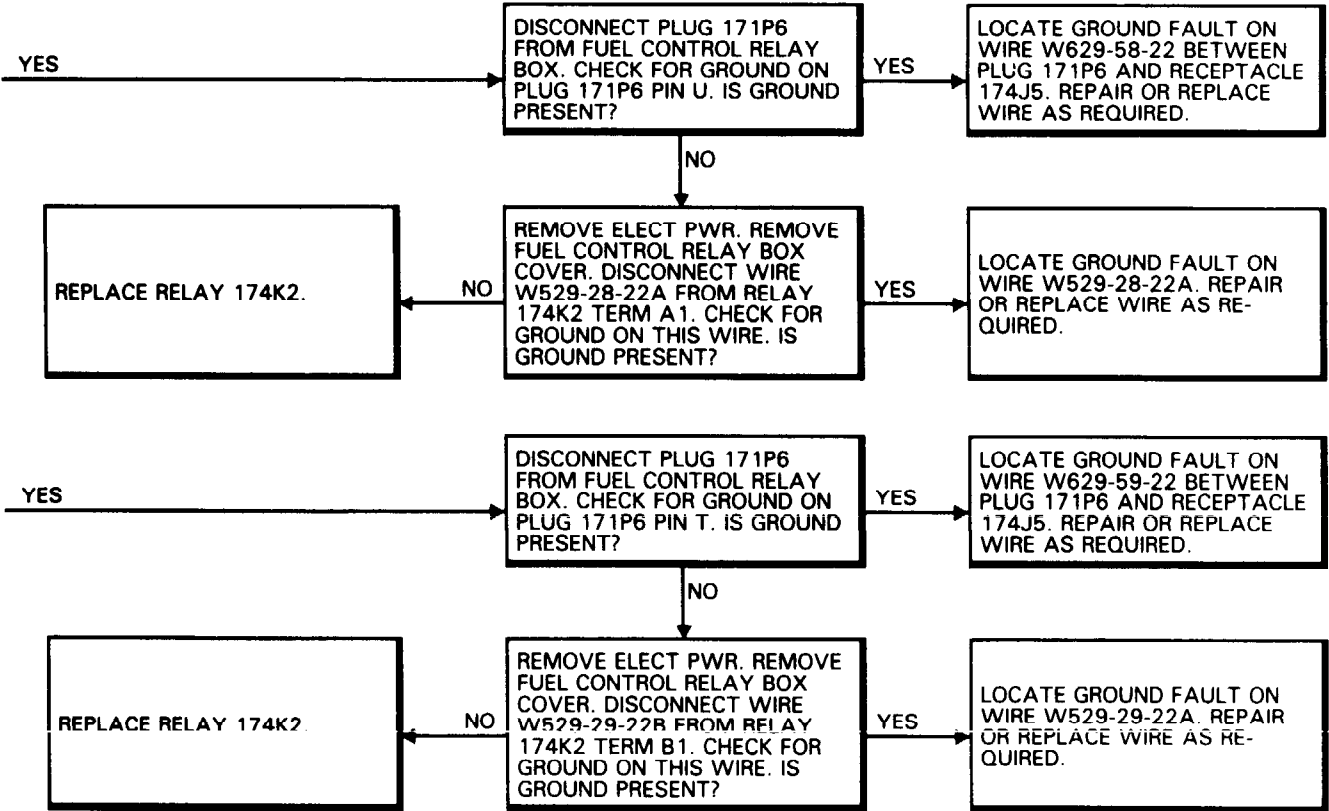 YES
DISCONNECT PLUG 171P6
FROM FUEL CONTROL RELAY
BOX. CHECK FOR GROUND ON
PLUG 171P6 PIN U. IS GROUND
PRESENT?
YES
LOCATE GROUND FAULT ON
WIRE W629-58-22 BETWEEN
PLUG 171P6 AND RECEPTACLE
174J5. REPAIR OR REPLACE
WIRE AS REQUIRED.
NO
REPLACE RELAY 174K2.
NO
REMOVE ELECT PWR. REMOVE
FUEL CONTROL RELAY BOX
COVER. DISCONNECT WIRE
W529-28-22A FROM RELAY
174K2 TERM A1. CHECK FOR
GROUND ON THIS WIRE. IS
GROUND PRESENT?
YES
LOCATE GROUND FAULT ON
WIRE W529-28-22A. REPAIR
OR REPLACE WIRE AS RE-
QUIRED.
YES
DISCONNECT PLUG 171P6
FROM FUEL CONTROL RELAY
BOX. CHECK FOR GROUND ON
PLUG 171P6 PIN T. IS GROUND
PRESENT?
YES
LOCATE GROUND FAULT ON
WIRE W629-59-22 BETWEEN
PLUG 171P6 AND RECEPTACLE
174J5. REPAIR OR REPLACE
WIRE AS REQUIRED.
NO
REPLACE RELAY 174K2.
NO
REMOVE ELECT PWR. REMOVE
FUEL CONTROL RELAY BOX
COVER. DISCONNECT WIRE
W529-29-22B FROM RELAY
174K2 TERM B1. CHECK FOR
GROUND ON THIS WIRE. IS
GROUND PRESENT?
YES
LOCATE GROUND FAULT ON
WIRE W529-29-22A. REPAIR
OR REPLACE WIRE AS RE-
QUIRED.